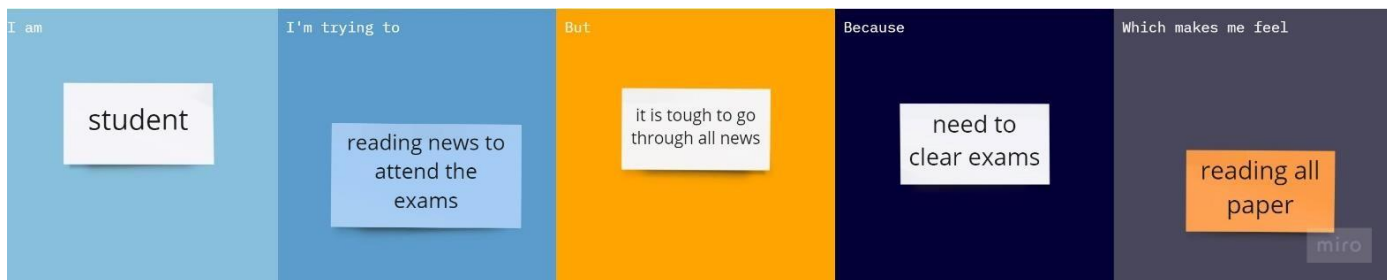 I am
student
I'm trying to
reading news to
attend the
exams
But
it is tough to go
through all news
Because
need to
clear exams
Which makes me feel
reading all
paper
miro